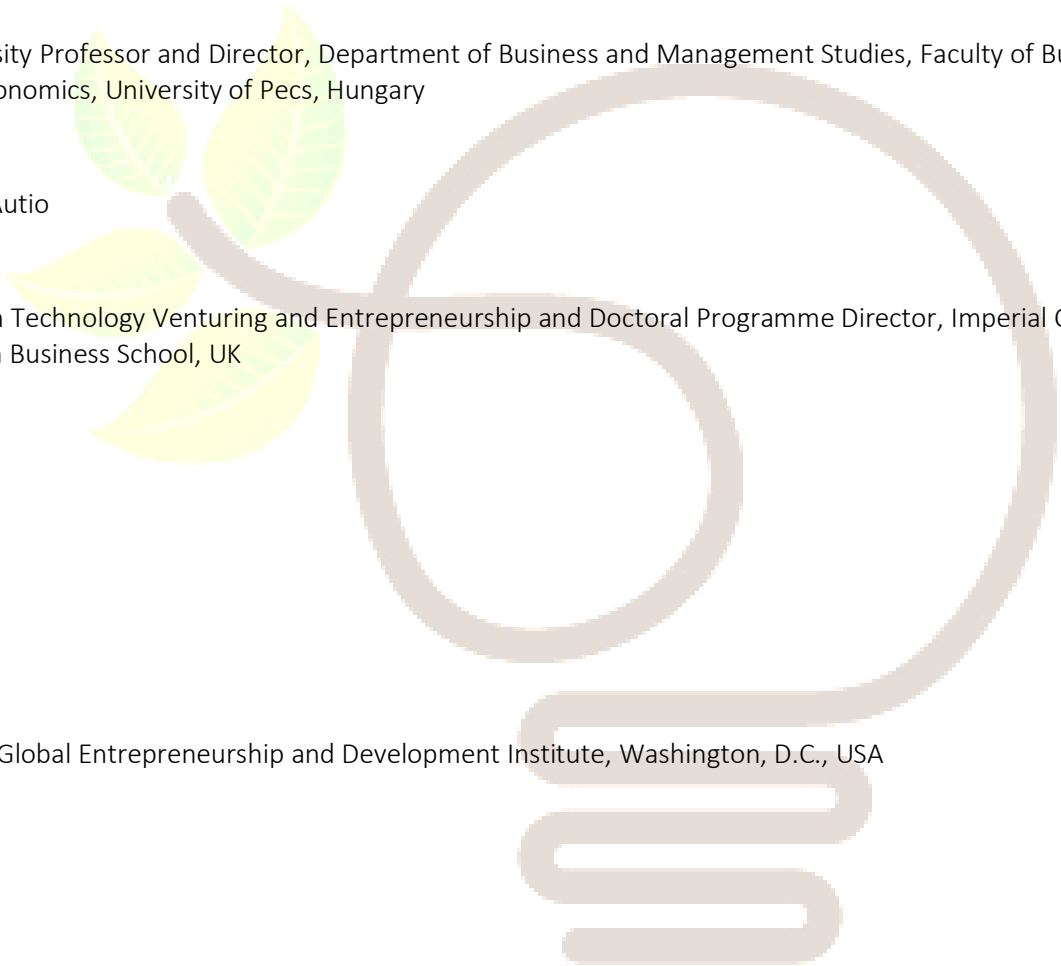 sity Professor and Director, Department of Business and Management Studies, Faculty of Bu
onomics, University of Pecs, Hungary
Autio
n Technology Venturing and Entrepreneurship and Doctoral Programme Director, Imperial C
n Business School, UK
Global Entrepreneurship and Development Institute, Washington, D.C., USA